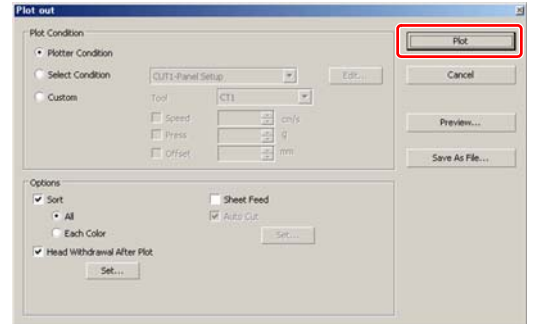 Plot out
Plot Condition
Plotter Condition
Select Condition
CUT1-Panel Setup
Edit...
Custom
Tool
CT1
Speed
cm/s
Press
g
Offset
mm
Plot
Cancel
Preview...
Save As File...
Options
Sort
All
Each Color
Head Withdrawal After Plot
Set...
Sheet Feed
Auto Cut
Set...